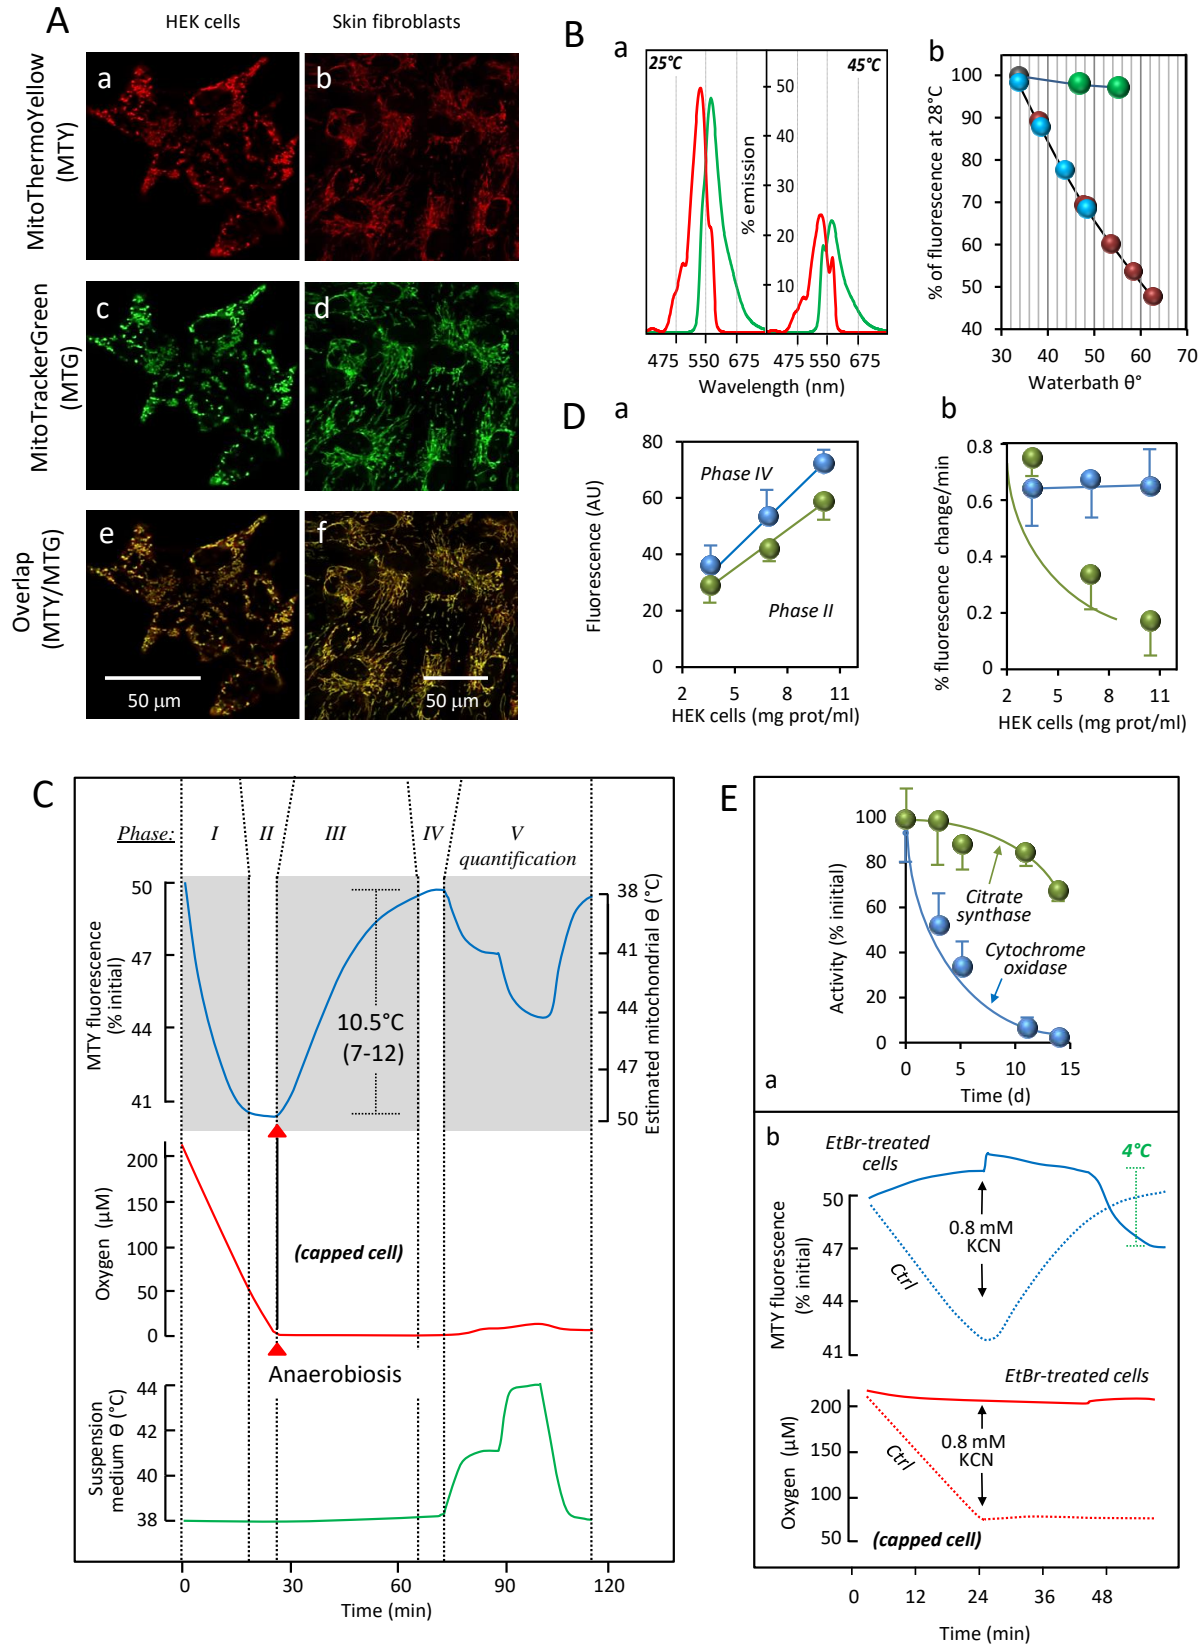 A
HEK cells
Skin fibroblasts
MitoThermoYellow
(MTY)
MitoTrackerGreen
(MTG)
Overlap
(MTY/MTG)
a
b
c
d
e
f
50 µm
50 µm
B
a
25°C
45°C
% emission
50
40
30
20
10
475
550
675
475
550
675
Wavelength (nm)
b
% of fluorescence at 28°C
100
90
80
70
60
50
40
30
40
50
60
70
Waterbath θ°
D
a
Fluorescence (AU)
80
60
40
20
0
Phase IV
Phase II
2
5
8
11
HEK cells (mg prot/ml)
b
% fluorescence change/min
0.8
0.6
0.4
0.2
0
2
5
8
11
HEK cells (mg prot/ml)
C
Phase:
I
II
III
IV
V
quantification
MTY fluorescence
(% initial)
50
47
44
41
10.5°C
(7-12)
38
41
44
47
50
Estimated mitochondrial Ɵ (°C)
Oxygen (µM)
200
150
100
50
0
(capped cell)
Anaerobiosis
Suspension
medium Ɵ (°C)
44
42
40
38
0
30
60
90
120
Time (min)
E
Activity (% iniitial)
100
80
60
40
20
0
Citrate
synthase
Cytochrome
oxidase
0
5
10
15
Time (d)
a
b
EtBr-treated
cells
4°C
MTY fluorescence
(% initial)
50
47
44
41
0.8 mM
KCN
Ctrl
EtBr-treated cells
Oxygen (µM)
200
150
100
50
0.8 mM
KCN
Ctrl
(capped cell)
0
12
24
36
48
Time (min)